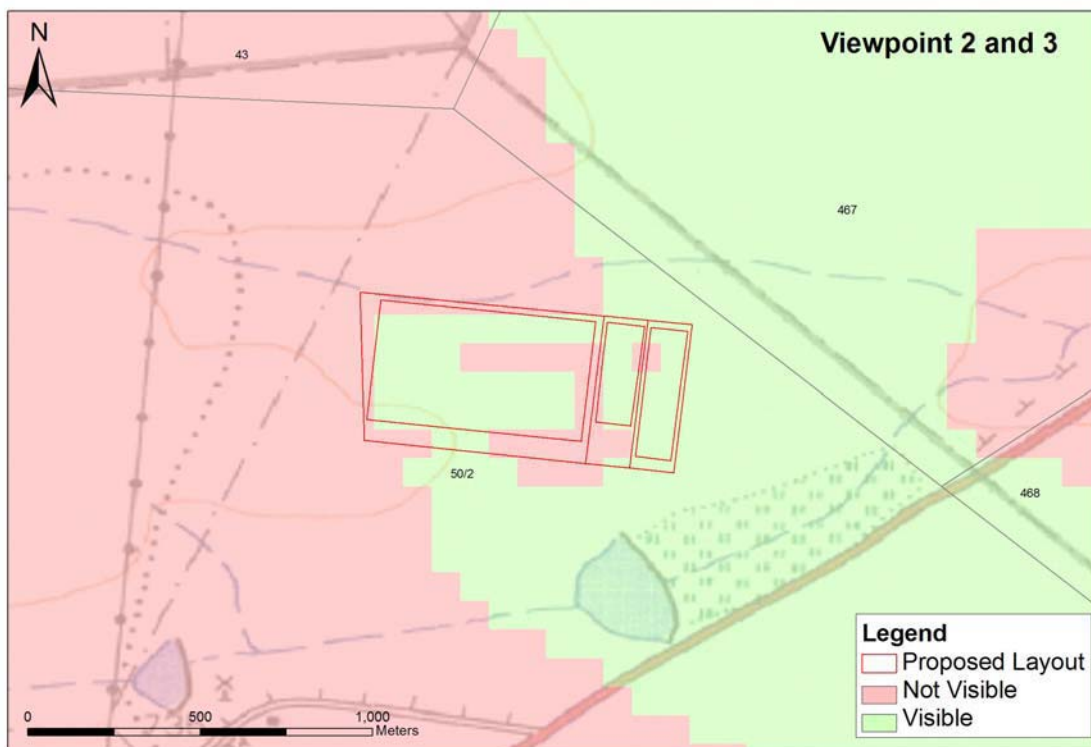 N
43
Viewpoint 2 and 3
467
50/2
468
Legend
Proposed Layout
Not Visible
Visible
0 500 1,000
Meters